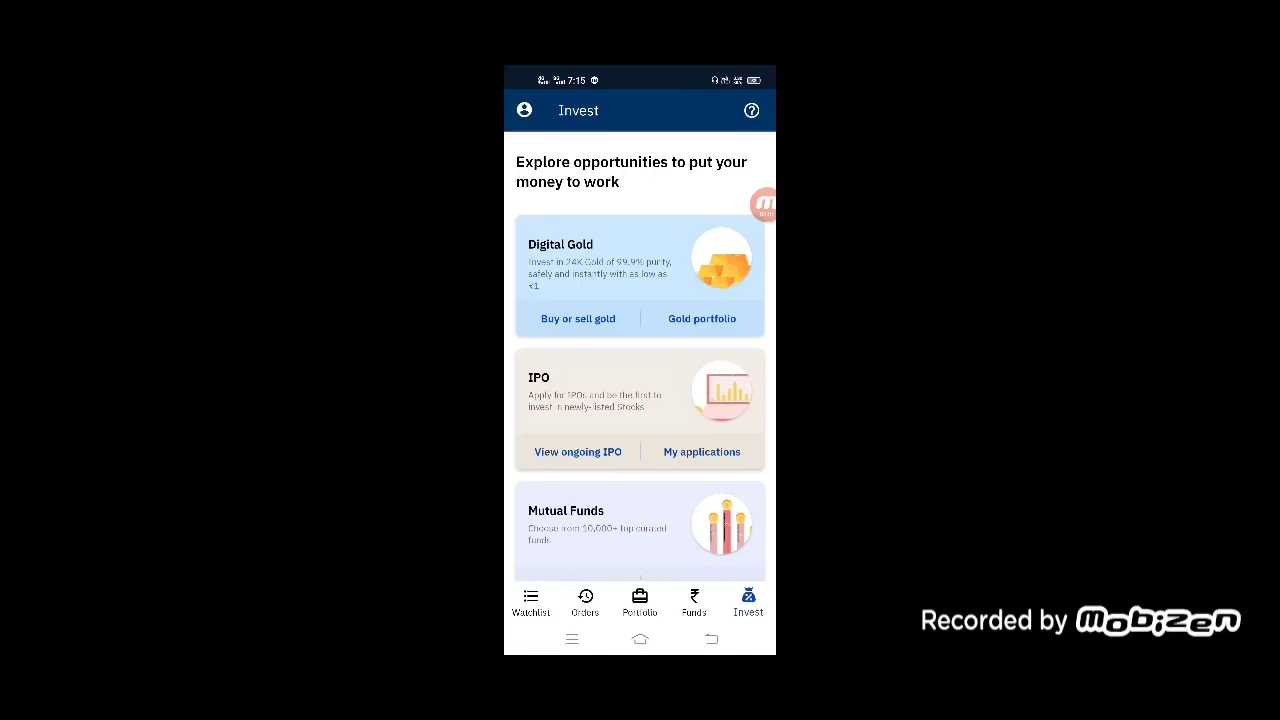 7:15
Invest
Explore opportunities to put your
money to work
Digital Gold
Invest in 24K Gold of 99.9% purity,
safely and instantly with as low as
₹1
Buy or sell gold
Gold portfolio
IPO
Apply for IPOs and be the first to
invest in newly-listed Stocks
View ongoing IPO
My applications
Mutual Funds
Choose from 10,000+ top curated
funds
Watchlist
Orders
Portfolio
Funds
Invest
Recorded by mobizen